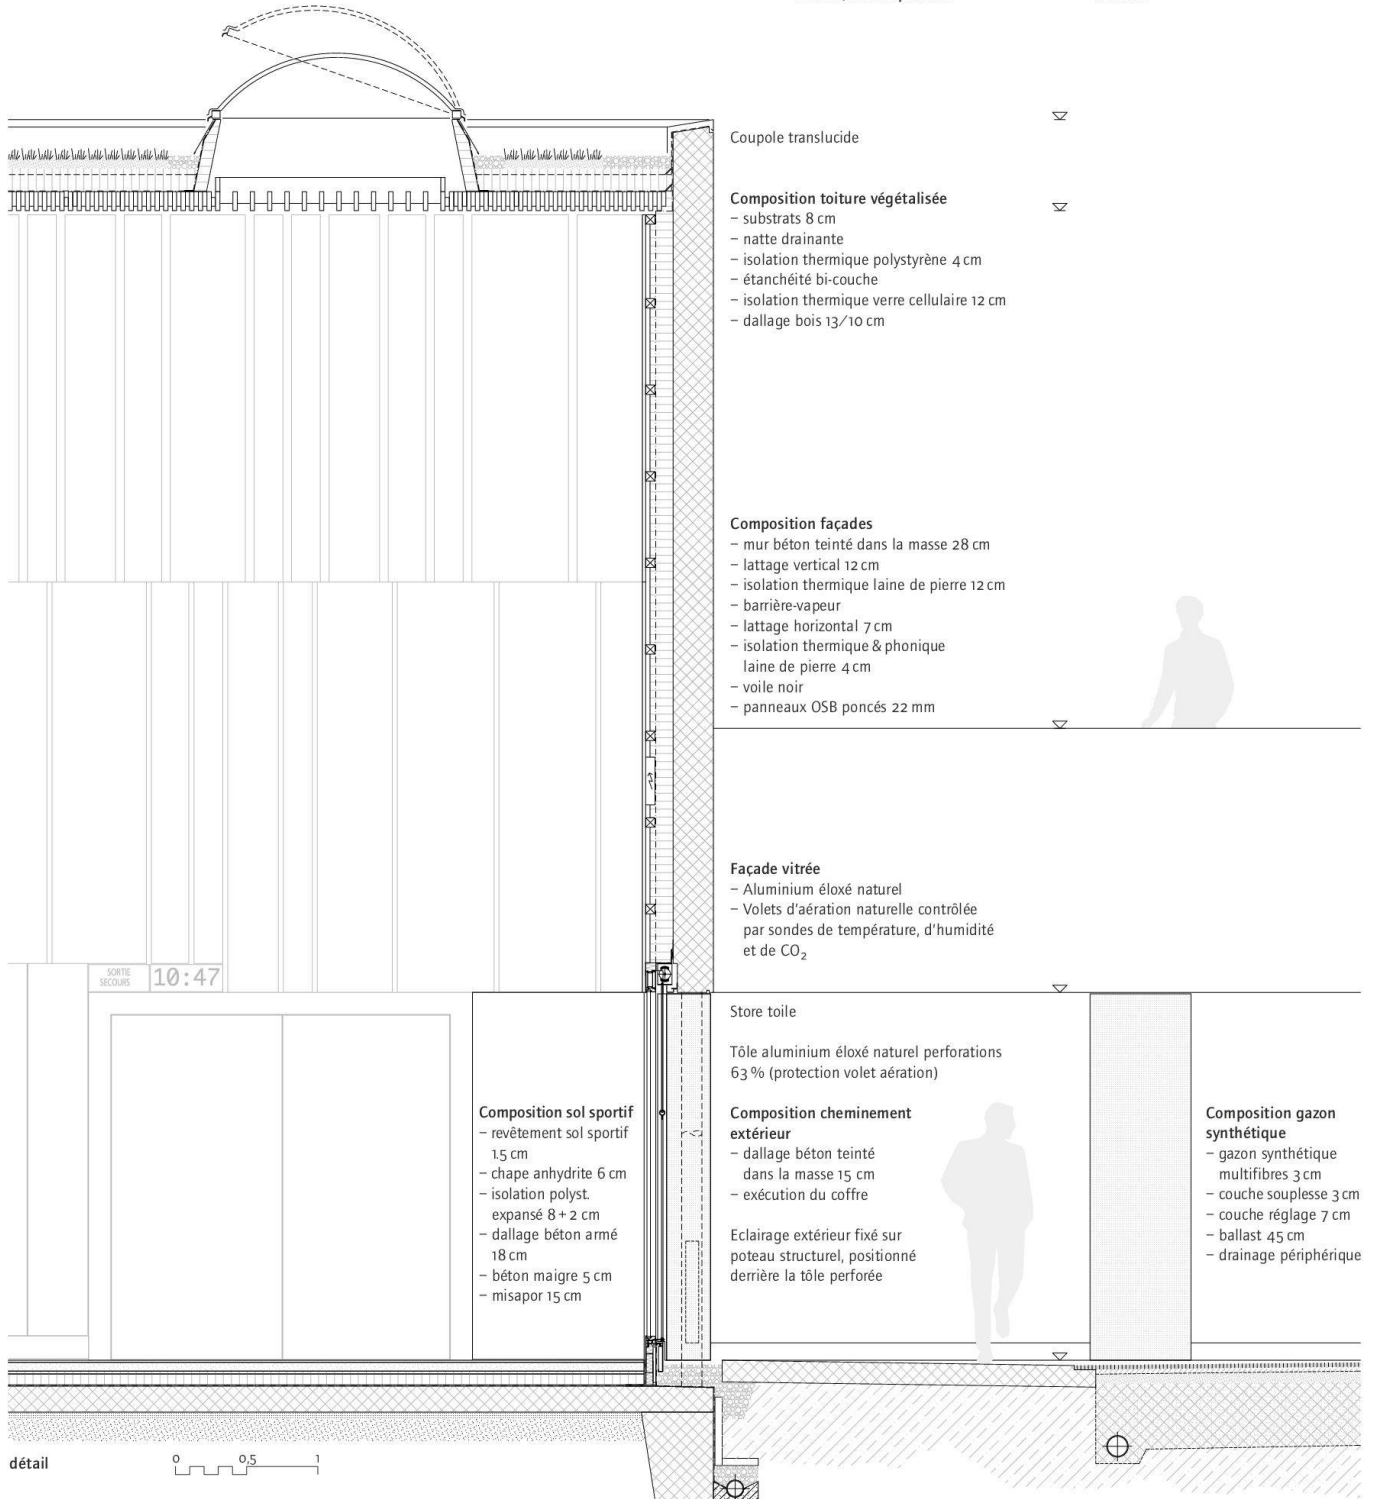 Coupole translucide
Composition toiture végétalisée
– substrats 8 cm
– natte drainante
– isolation thermique polystyrène 4 cm
– étanchéité bi-couche
– isolation thermique verre cellulaire 12 cm
– dallage bois 13/10 cm
Composition façades
– mur béton teinté dans la masse 28 cm
– lattage vertical 12 cm
– isolation thermique laine de pierre 12 cm
– barrière-vapeur
– lattage horizontal 7 cm
– isolation thermique & phonique
laine de pierre 4 cm
– voile noir
– panneaux OSB poncés 22 mm
Façade vitrée
– Aluminium éloxé naturel
– Volets d'aération naturelle contrôlée
par sondes de température, d'humidité
et de CO₂
SORTIE
SECOURS
10:47
Store toile
Tôle aluminium éloxé naturel perforations
63 % (protection volet aération)
Composition sol sportif
– revêtement sol sportif
1.5 cm
– chape anhydrite 6 cm
– isolation polyst.
expansé 8 + 2 cm
– dallage béton armé
18 cm
– béton maigre 5 cm
– misapor 15 cm
Composition cheminement
extérieur
– dallage béton teinté
dans la masse 15 cm
– exécution du coffre
Eclairage extérieur fixé sur
poteau structurel, positionné
derrière la tôle perforée
Composition gazon
synthétique
– gazon synthétique
multifibres 3 cm
– couche souplesse 3 cm
– couche réglage 7 cm
– ballast 45 cm
– drainage périphérique
détail
0 0,5 1